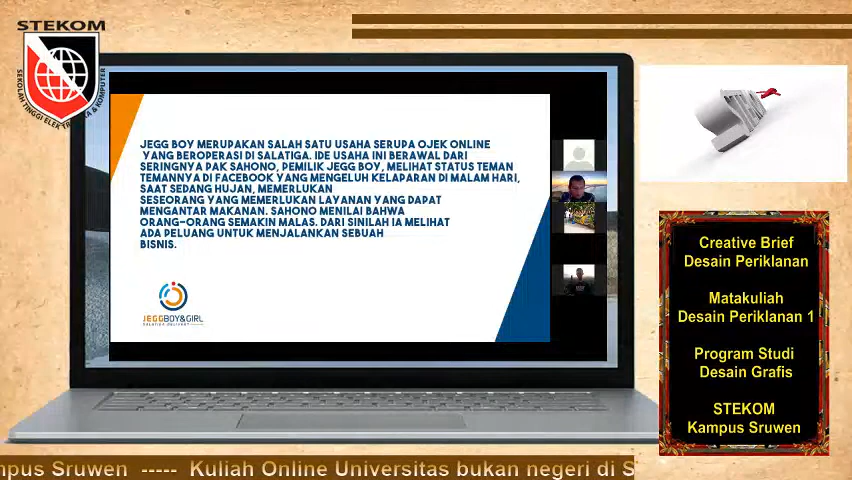 STEKOM
SEKOLAH TINGGI ELEKTRONIKA & KOMPUTER
JEGG BOY MERUPAKAN SALAH SATU USAHA SERUPA OJEK ONLINE
YANG BEROPERASI DI SALATIGA. IDE USAHA INI BERAWAL DARI
SERINGNYA PAK SAHONO, PEMILIK JEGG BOY, MELIHAT STATUS TEMAN
TEMANNYA DI FACEBOOK YANG MENGELUH KELAPARAN DI MALAM HARI,
SAAT SEDANG HUJAN, MEMERLUKAN
SESEORANG YANG MEMERLUKAN LAYANAN YANG DAPAT
MENGANTAR MAKANAN. SAHONO MENILAI BAHWA
ORANG-ORANG SEMAKIN MALAS. DARI SINILAH IA MELIHAT
ADA PELUANG UNTUK MENJALANKAN SEBUAH
BISNIS.
JEGGBOY&GIRL
SALATIGA DELIVERY
Creative Brief
Desain Periklanan
Matakuliah
Desain Periklanan 1
Program Studi
Desain Grafis
STEKOM
Kampus Sruwen
mpus Sruwen ----- Kuliah Online Universitas bukan negeri di S